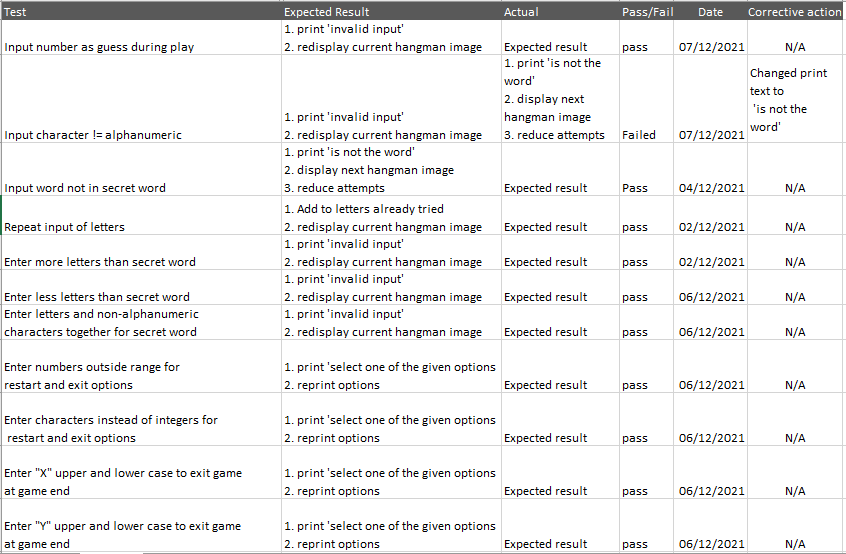 Test Expected Result Actual Pass/Fail Date Corrective action
1. print 'invalid input'
Input number as guess during play 2. redisplay current hangman image Expected result pass 07/12/2021 N/A
1. print 'is not the
word'
2. display next
hangman image
1. print 'invalid input'
Input character != alphanumeric 2. redisplay current hangman image 3. reduce attempts Failed 07/12/2021
Changed print
text to
'is not the
word'
1. print 'is not the word'
2. display next hangman image
Input word not in secret word 3. reduce attempts Expected result Pass 04/12/2021 N/A
1. Add to letters already tried
Repeat input of letters 2. redisplay current hangman image Expected result pass 02/12/2021 N/A
1. print 'invalid input'
Enter more letters than secret word 2. redisplay current hangman image Expected result pass 02/12/2021 N/A
1. print 'invalid input'
Enter less letters than secret word 2. redisplay current hangman image Expected result pass 06/12/2021 N/A
Enter letters and non-alphanumeric 1. print 'invalid input'
characters together for secret word 2. redisplay current hangman image Expected result pass 06/12/2021 N/A
Enter numbers outside range for 1. print 'select one of the given options
restart and exit options 2. reprint options Expected result pass 06/12/2021 N/A
Enter characters instead of integers for 1. print 'select one of the given options
restart and exit options 2. reprint options Expected result pass 06/12/2021 N/A
Enter "X" upper and lower case to exit game 1. print 'select one of the given options
at game end 2. reprint options Expected result pass 06/12/2021 N/A
Enter "Y" upper and lower case to exit game 1. print 'select one of the given options
at game end 2. reprint options Expected result pass 06/12/2021 N/A